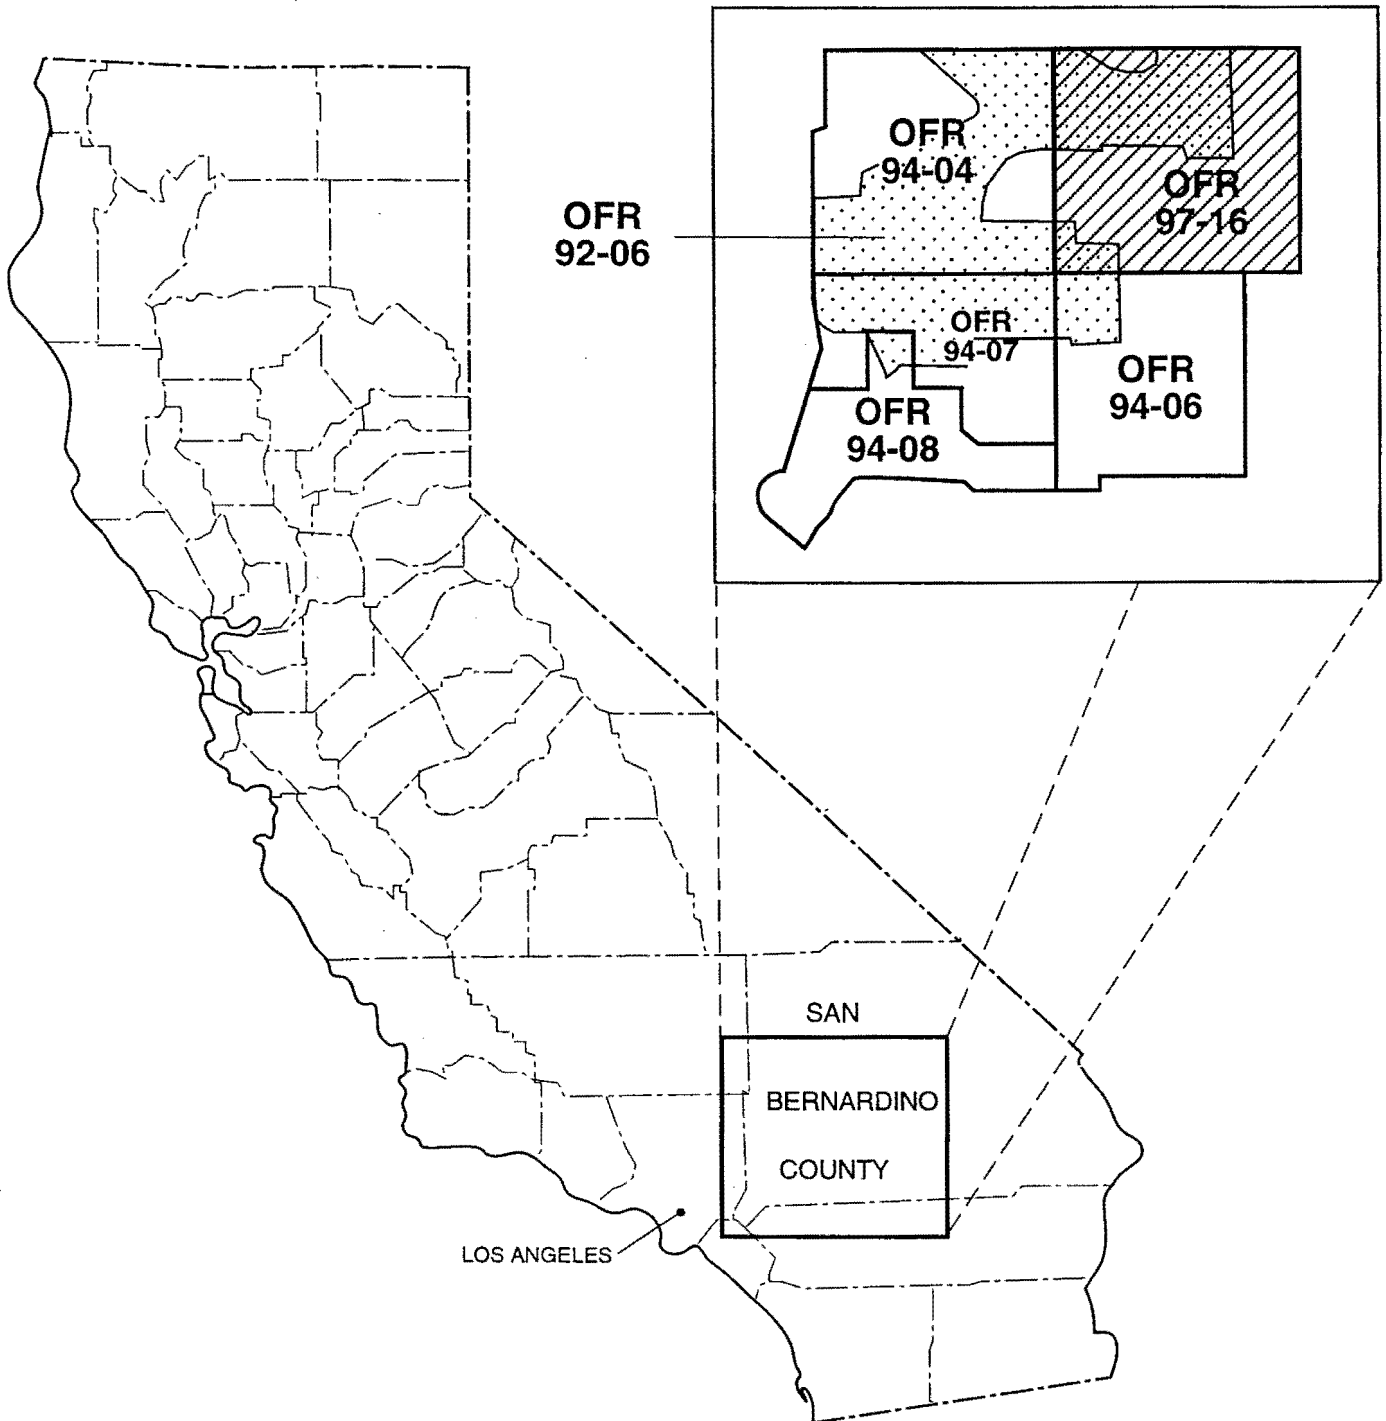 OFR
94-04
OFR
97-16
OFR
92-06
OFR
94-07
OFR
94-06
OFR
94-08
SAN
BERNARDINO
COUNTY
LOS ANGELES